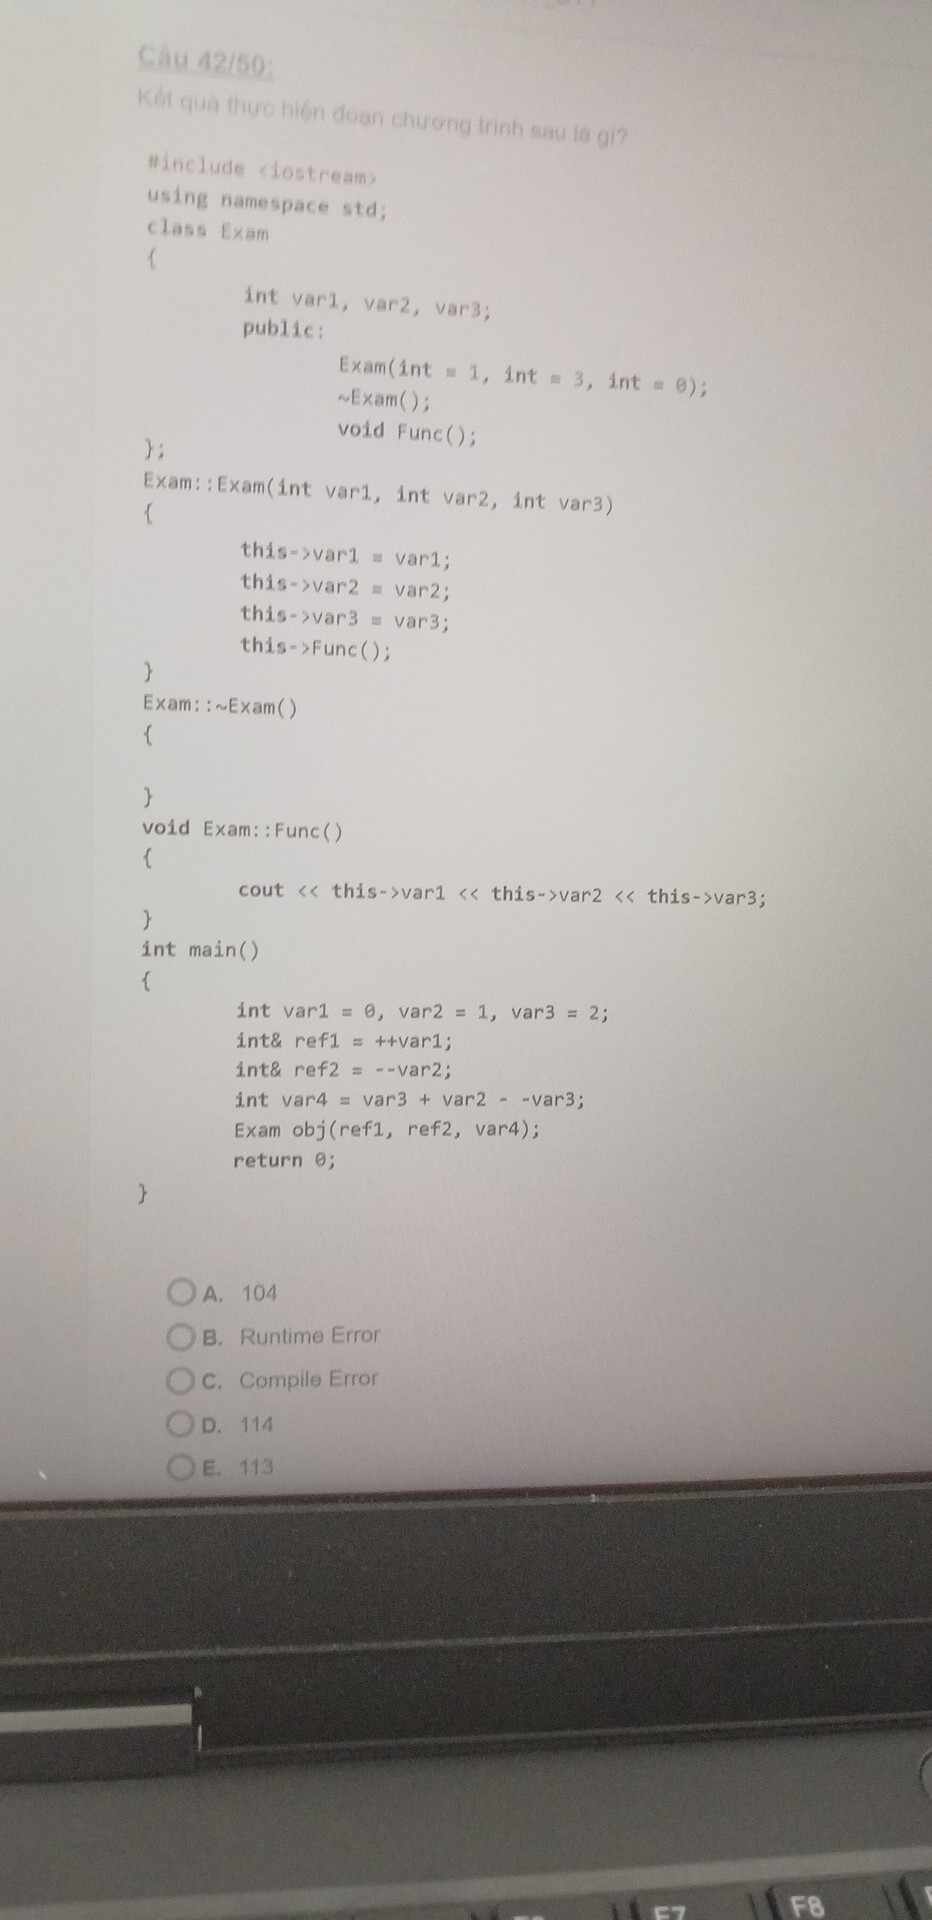 Câu 42/50:
Kết quả thực hiện đoạn chương trình sau là gì?
#include <iostream>
using namespace std;
class Exam
{
int var1, var2, var3;
public:
Exam(int = 1, int = 3, int = 0);
~Exam();
void Func();
};
Exam::Exam(int var1, int var2, int var3)
{
this->var1 = var1;
this->var2 = var2;
this->var3 = var3;
this->Func();
}
Exam::~Exam()
{
}
void Exam::Func()
{
cout << this->var1 << this->var2 << this->var3;
}
int main()
{
int var1 = 0, var2 = 1, var3 = 2;
int& ref1 = ++var1;
int& ref2 = --var2;
int var4 = var3 + var2 - -var3;
Exam obj(ref1, ref2, var4);
return 0;
}
A. 104
B. Runtime Error
C. Compile Error
D. 114
E. 113
F7 F8